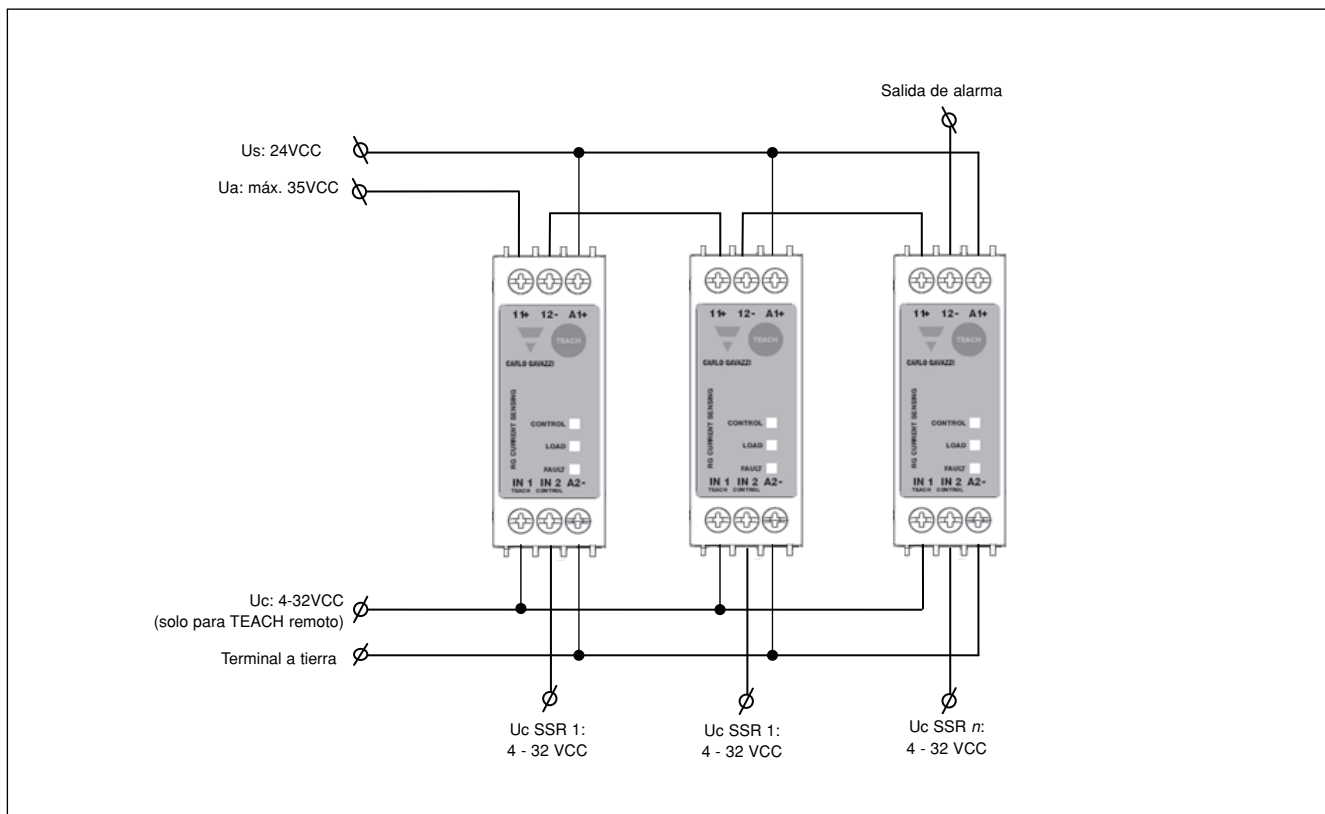 Salida de alarma
Us: 24VCC
Ua: máx. 35VCC
11+ 12- A1+
TEACH
CARLO GAVAZZI
RG CURRENT SENSING
CONTROL
LOAD
FAULT
IN 1 IN 2 A2-
TEACH CONTROL
11+ 12- A1+
TEACH
CARLO GAVAZZI
RG CURRENT SENSING
CONTROL
LOAD
FAULT
IN 1 IN 2 A2-
TEACH CONTROL
11+ 12- A1+
TEACH
CARLO GAVAZZI
RG CURRENT SENSING
CONTROL
LOAD
FAULT
IN 1 IN 2 A2-
TEACH CONTROL
Uc: 4-32VCC
(solo para TEACH remoto)
Terminal a tierra
Uc SSR 1:
4 - 32 VCC
Uc SSR 1:
4 - 32 VCC
Uc SSR n:
4 - 32 VCC